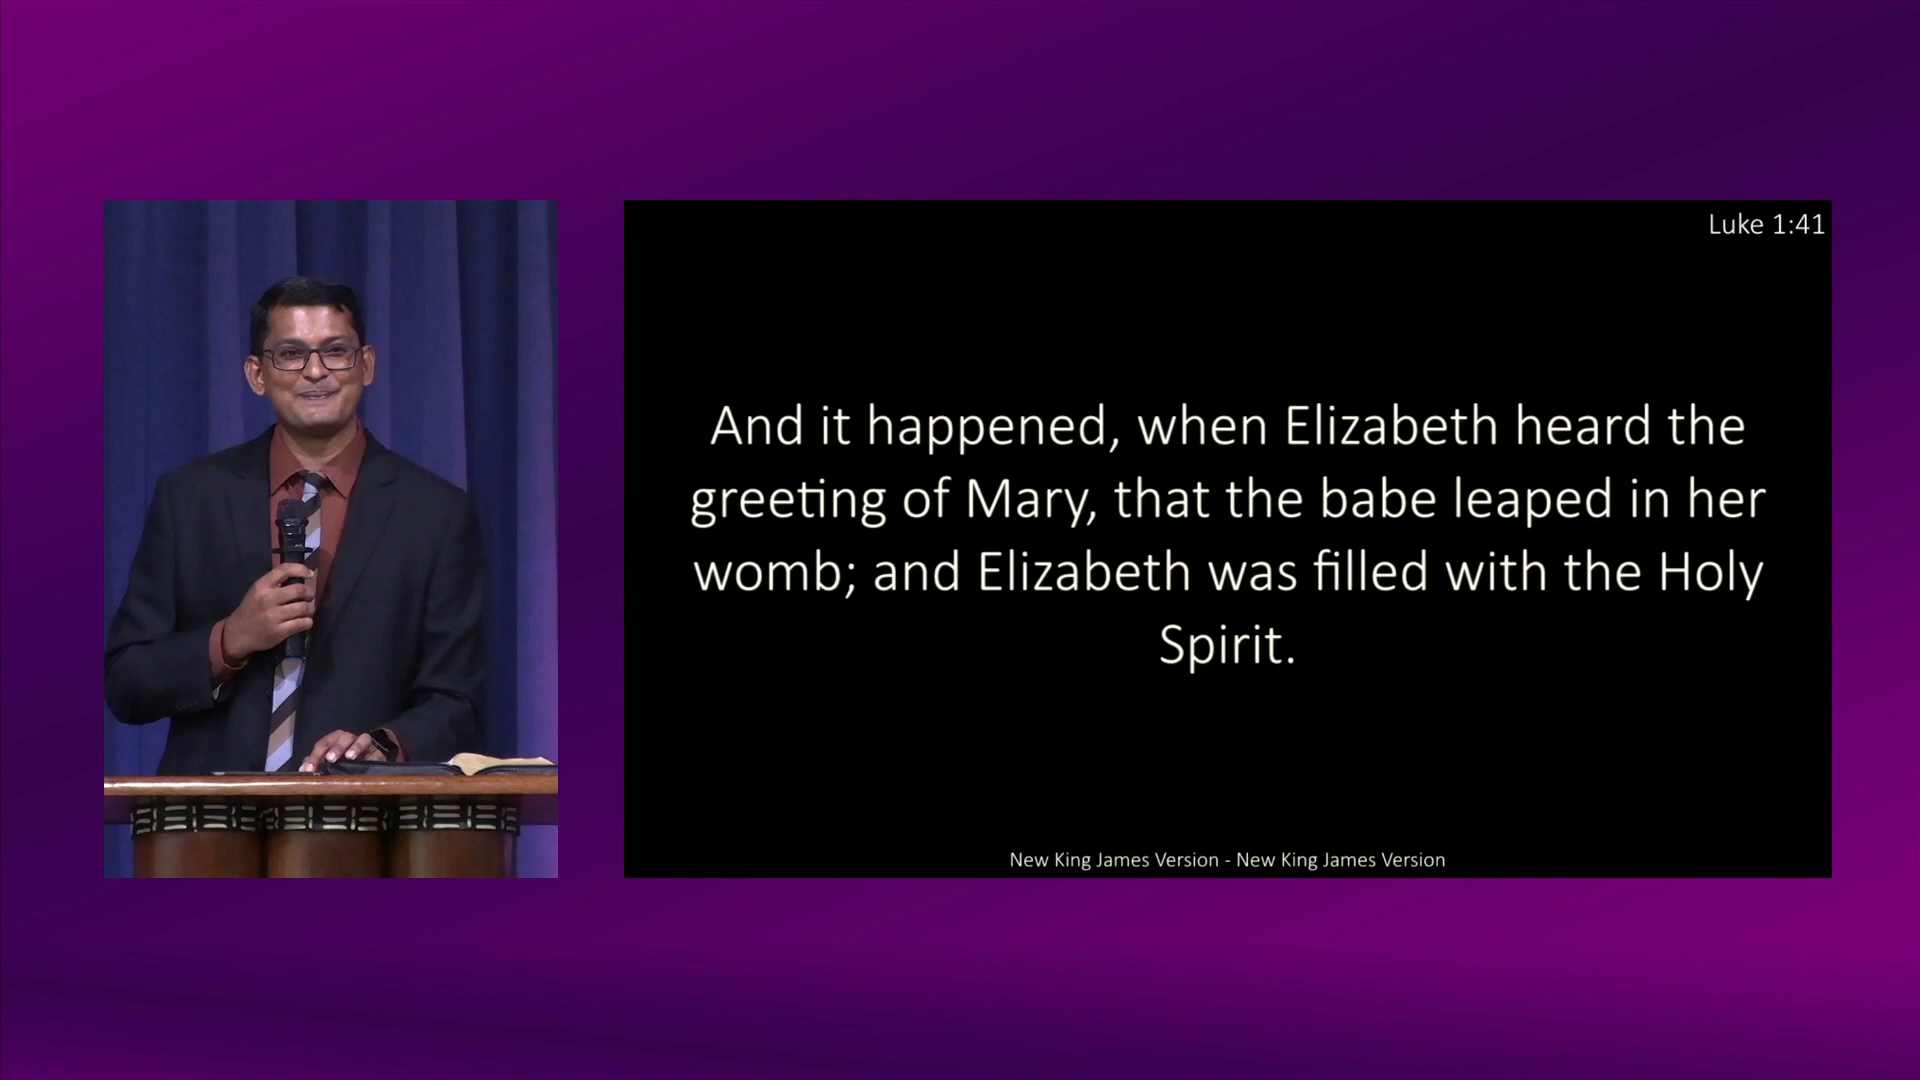 Luke 1:41
And it happened, when Elizabeth heard the
greeting of Mary, that the babe leaped in her
womb; and Elizabeth was filled with the Holy
Spirit.
New King James Version - New King James Version